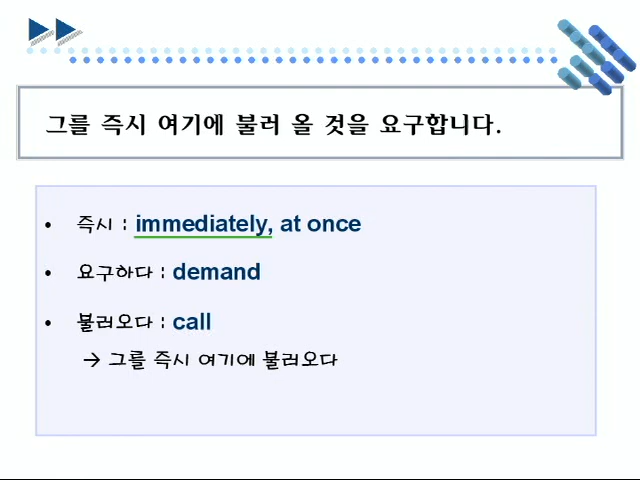 그를 즉시 여기에 불러 올 것을 요구합니다.
• 즉시 : immediately, at once
• 요구하다 : demand
• 불러오다 : call
→ 그를 즉시 여기에 불러오다